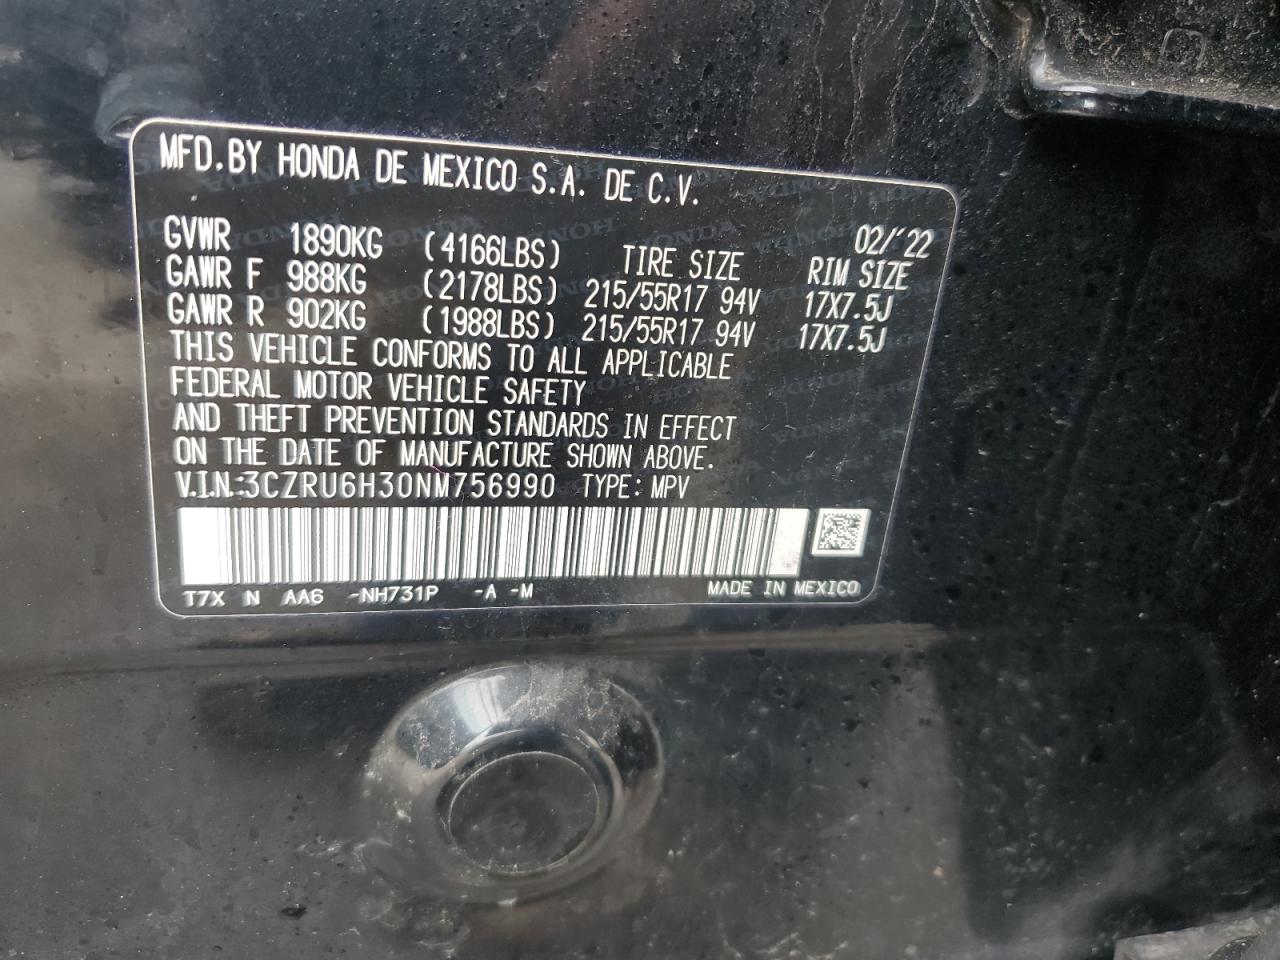 MFD.BY HONDA DE MEXICO S.A. DE C.V.
02/'22
GVWR 1890KG (4166LBS) TIRE SIZE RIM SIZE
GAWR F 988KG (2178LBS) 215/55R17 94V 17X7.5J
GAWR R 902KG (1988LBS) 215/55R17 94V 17X7.5J
THIS VEHICLE CONFORMS TO ALL APPLICABLE
FEDERAL MOTOR VEHICLE SAFETY
AND THEFT PREVENTION STANDARDS IN EFFECT
ON THE DATE OF MANUFACTURE SHOWN ABOVE.
V.I.N.:3CZRU6H30NM756990 TYPE: MPV
T7X N AA6 -NH731P -A -M MADE IN MEXICO